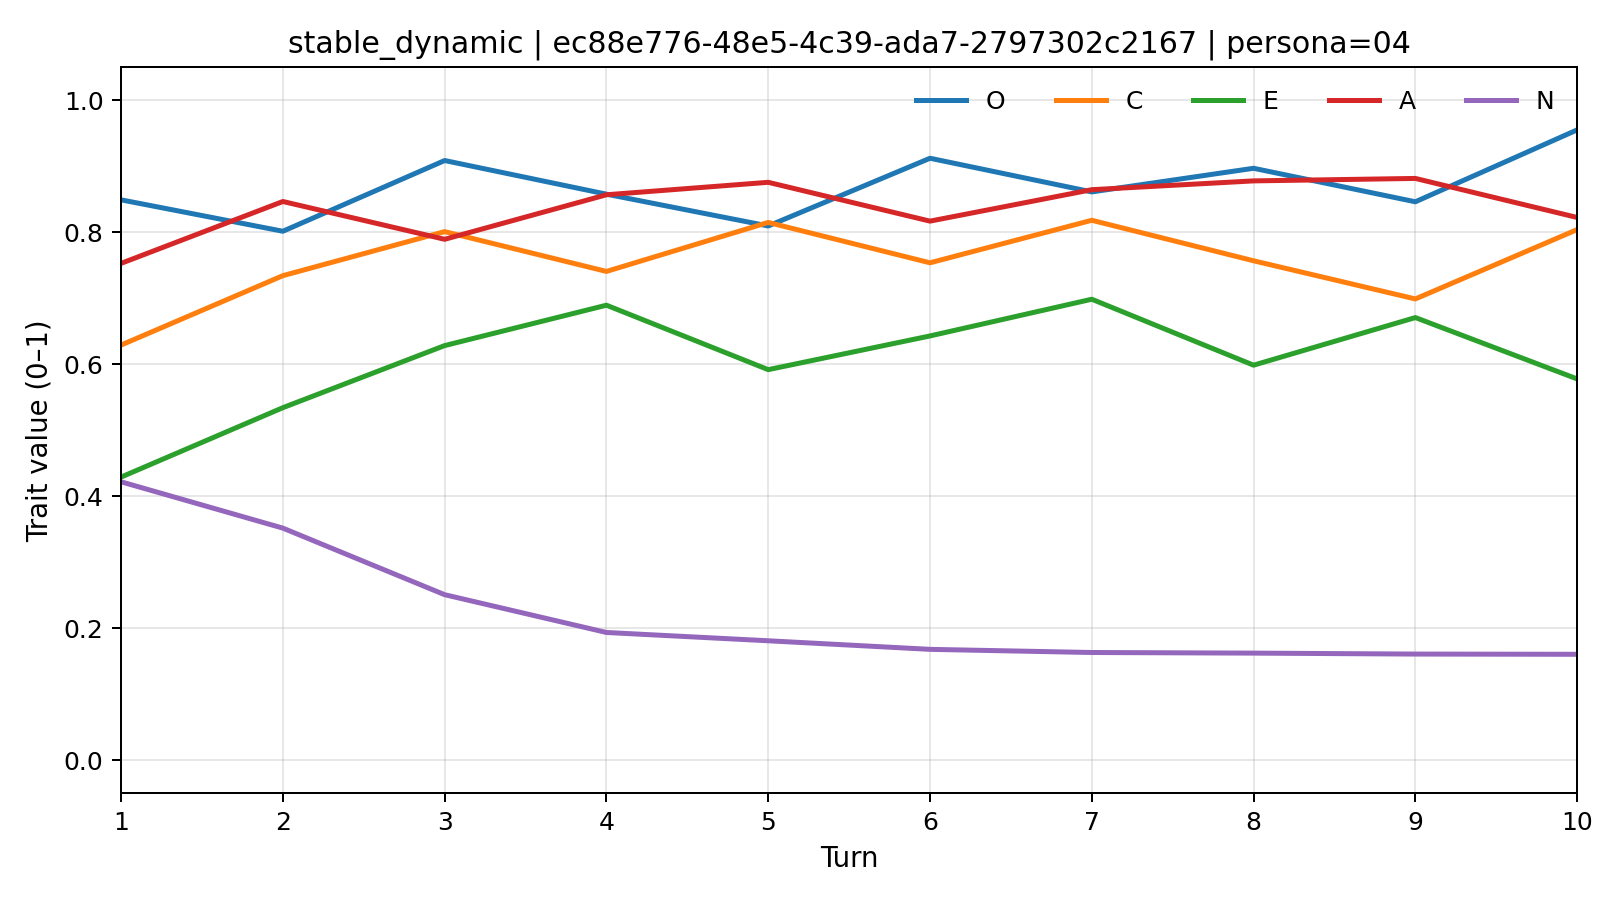 stable_dynamic | ec88e776-48e5-4c39-ada7-2797302c2167 | persona=04
O C E A N
Trait value (0–1)
1.0
0.8
0.6
0.4
0.2
0.0
1 2 3 4 5 6 7 8 9 10
Turn